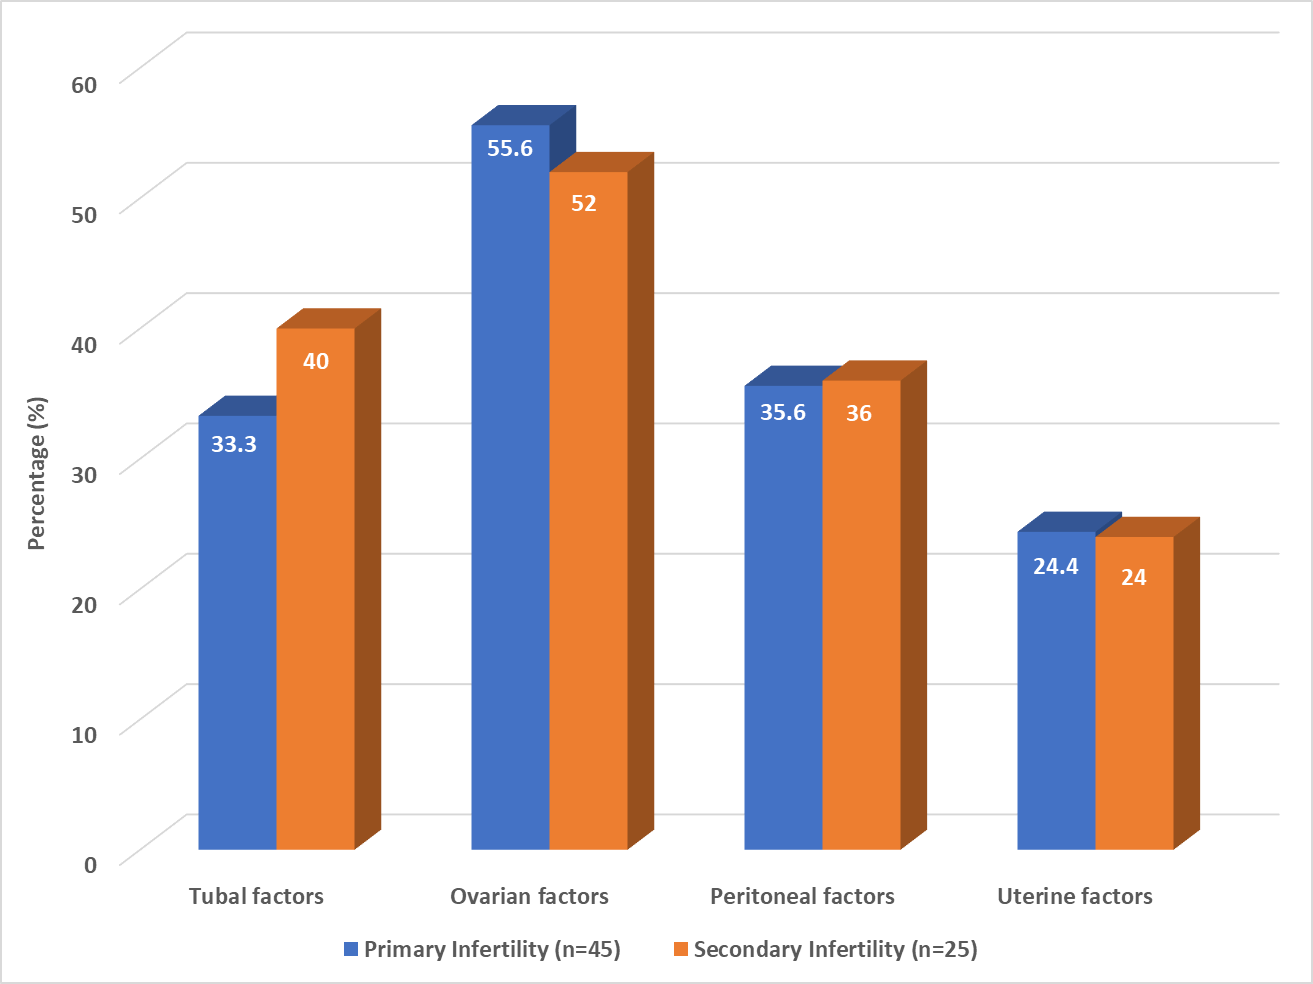 60
50
40
30
20
10
0
Percentage (%)
33.3
40
55.6
52
35.6
36
24.4
24
Tubal factors
Ovarian factors
Peritoneal factors
Uterine factors
Primary Infertility (n=45)
Secondary Infertility (n=25)